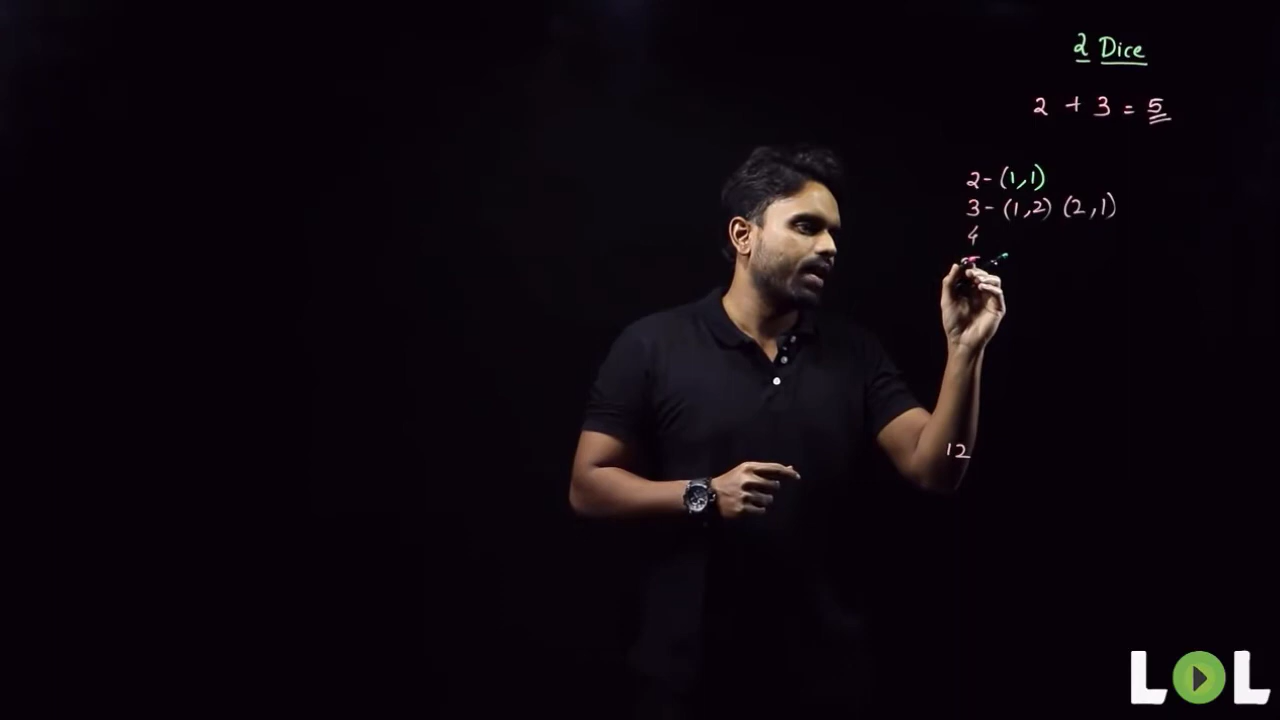 2 Dice
2 + 3 = 5
2 - (1,1)
3 - (1,2) (2,1)
4
12
LOL